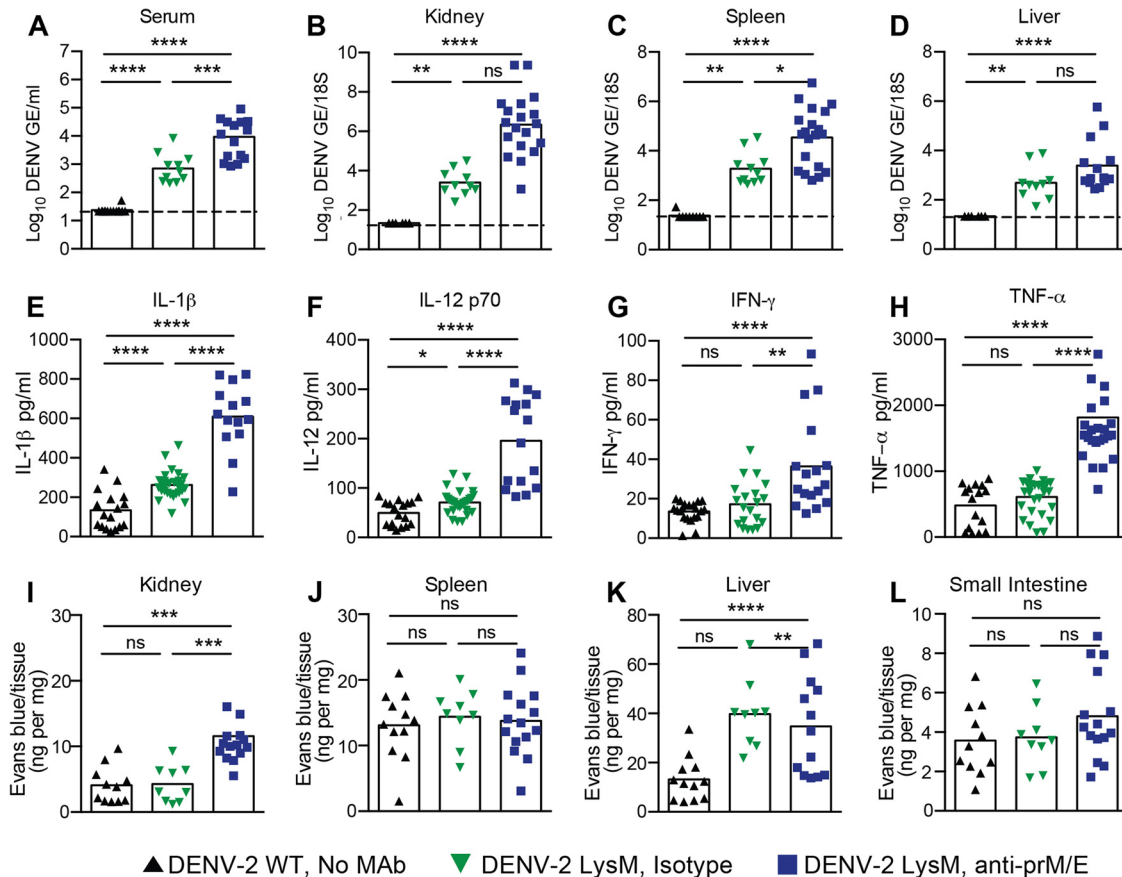 A Serum
Log10 DENV GE/ml
7
6
5
4
3
2
1
0
****
**** ***
B Kidney
Log10 DENV GE/18S
10
8
6
4
2
0
****
** ns
C Spleen
Log10 DENV GE/18S
8
6
4
2
0
****
** *
D Liver
Log10 DENV GE/18S
8
6
4
2
0
****
** ns
E IL-1β
IL-1β pg/ml
1000
800
600
400
200
0
****
**** ****
F IL-12 p70
IL-12 pg/ml
400
300
200
100
0
****
* ****
G IFN-γ
IFN-γ pg/ml
100
80
60
40
20
0
****
ns **
H TNF-α
TNF-α pg/ml
3000
2000
1000
0
****
ns ****
I Kidney
Evans blue/tissue
(ng per mg)
30
20
10
0
***
ns ***
J Spleen
Evans blue/tissue
(ng per mg)
30
20
10
0
ns
ns ns
K Liver
Evans blue/tissue
(ng per mg)
80
60
40
20
0
****
ns **
L Small Intestine
Evans blue/tissue
(ng per mg)
10
8
6
4
2
0
ns
ns ns
DENV-2 WT, No MAb DENV-2 LysM, Isotype DENV-2 LysM, anti-prM/E